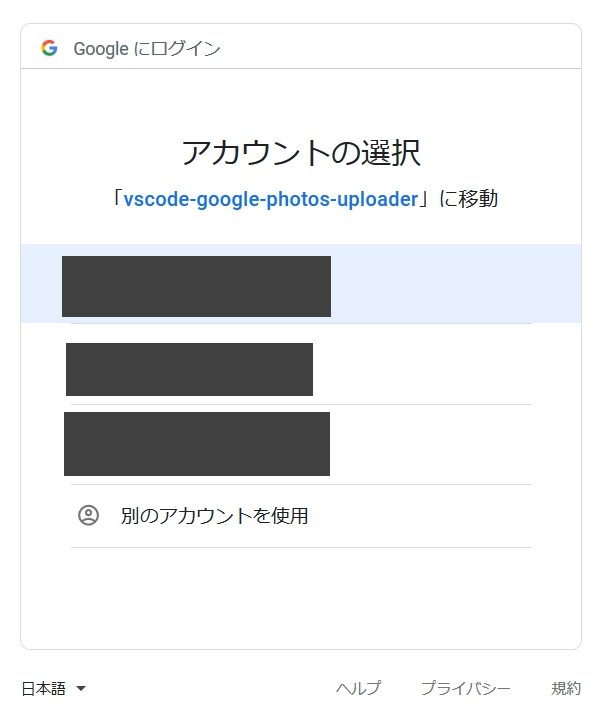 Google にログイン
アカウントの選択
「vscode-google-photos-uploader」に移動
別のアカウントを使用
日本語
ヘルプ
プライバシー
規約